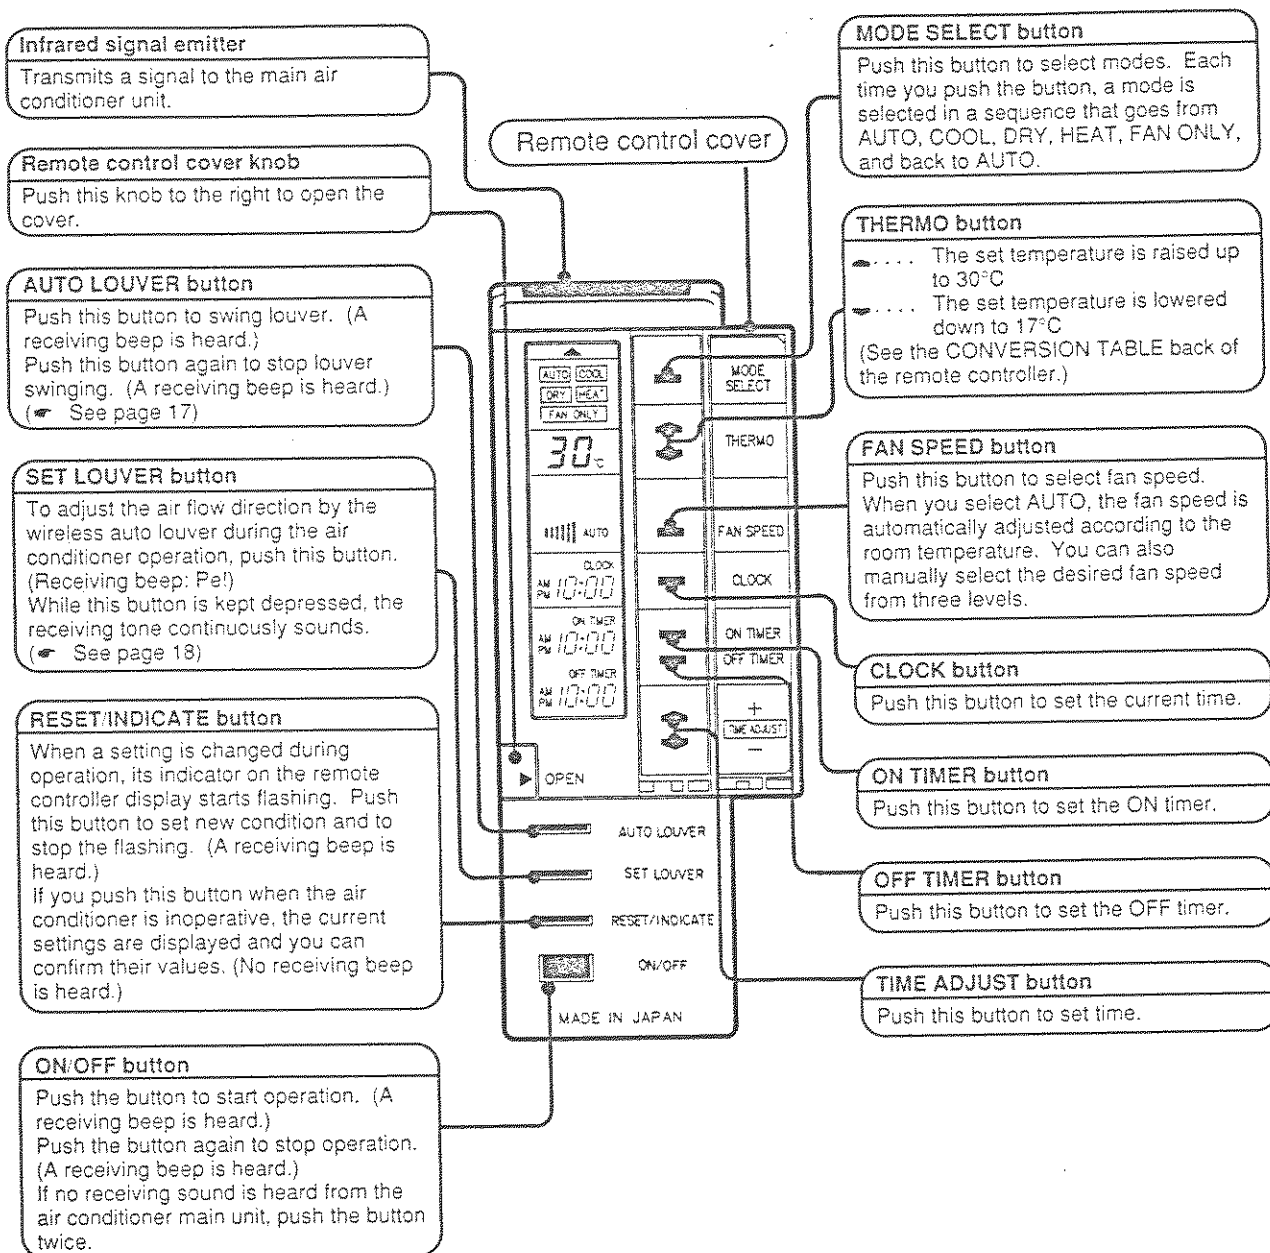 Infrared signal emitter
Transmits a signal to the main air
conditioner unit.
Remote control cover knob
Push this knob to the right to open the
cover.
AUTO LOUVER button
Push this button to swing louver. (A
receiving beep is heard.)
Push this button again to stop louver
swinging. (A receiving beep is heard.)
(☛ See page 17)
SET LOUVER button
To adjust the air flow direction by the
wireless auto louver during the air
conditioner operation, push this button.
(Receiving beep: Pe!)
While this button is kept depressed, the
receiving tone continuously sounds.
(☛ See page 18)
RESET/INDICATE button
When a setting is changed during
operation, its indicator on the remote
controller display starts flashing. Push
this button to set new condition and to
stop the flashing. (A receiving beep is
heard.)
If you push this button when the air
conditioner is inoperative, the current
settings are displayed and you can
confirm their values. (No receiving beep
is heard.)
ON/OFF button
Push the button to start operation. (A
receiving beep is heard.)
Push the button again to stop operation.
(A receiving beep is heard.)
If no receiving sound is heard from the
air conditioner main unit, push the button
twice.
Remote control cover
AUTO COOL
DRY HEAT
FAN ONLY
30°C
AUTO
CLOCK
AM
PM 10:00
ON TIMER
AM
PM 10:00
OFF TIMER
AM
PM 10:00
MODE
SELECT
THERMO
FAN SPEED
CLOCK
ON TIMER
OFF TIMER
+
TIME ADJUST
−
OPEN
AUTO LOUVER
SET LOUVER
RESET/INDICATE
ON/OFF
MADE IN JAPAN
MODE SELECT button
Push this button to select modes. Each
time you push the button, a mode is
selected in a sequence that goes from
AUTO, COOL, DRY, HEAT, FAN ONLY,
and back to AUTO.
THERMO button
.... The set temperature is raised up
to 30°C
.... The set temperature is lowered
down to 17°C
(See the CONVERSION TABLE back of
the remote controller.)
FAN SPEED button
Push this button to select fan speed.
When you select AUTO, the fan speed is
automatically adjusted according to the
room temperature. You can also
manually select the desired fan speed
from three levels.
CLOCK button
Push this button to set the current time.
ON TIMER button
Push this button to set the ON timer.
OFF TIMER button
Push this button to set the OFF timer.
TIME ADJUST button
Push this button to set time.